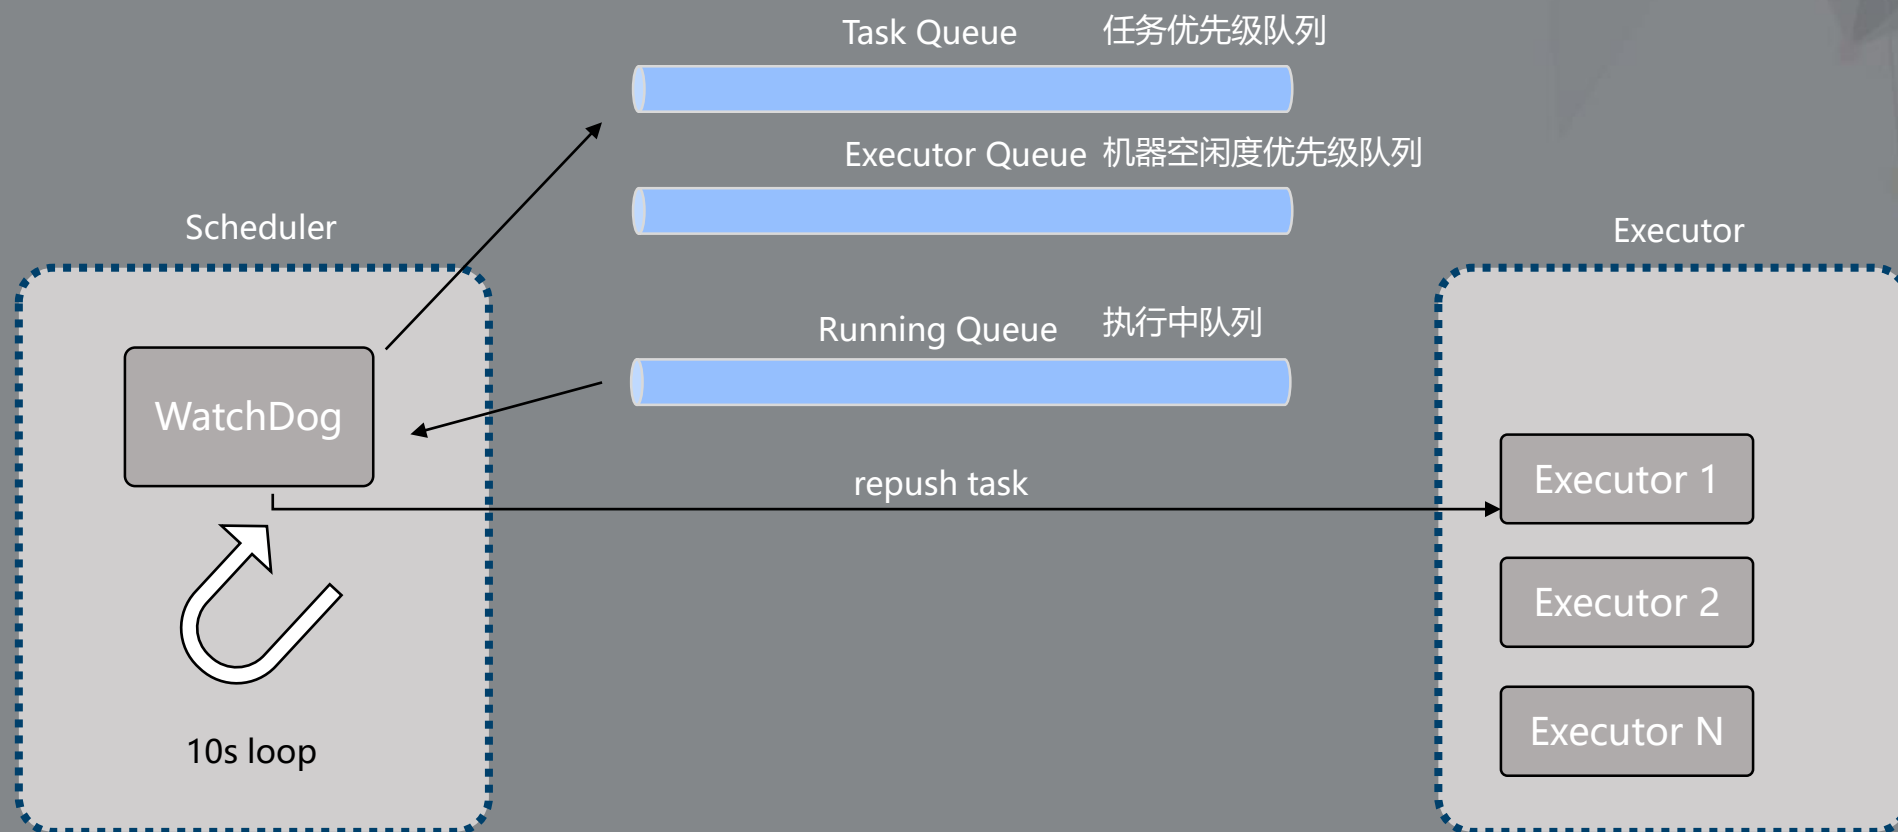 Task Queue 任务优先级队列
Executor Queue 机器空闲度优先级队列
Scheduler
Executor
Running Queue 执行中队列
WatchDog
repush task
Executor 1
Executor 2
Executor N
10s loop